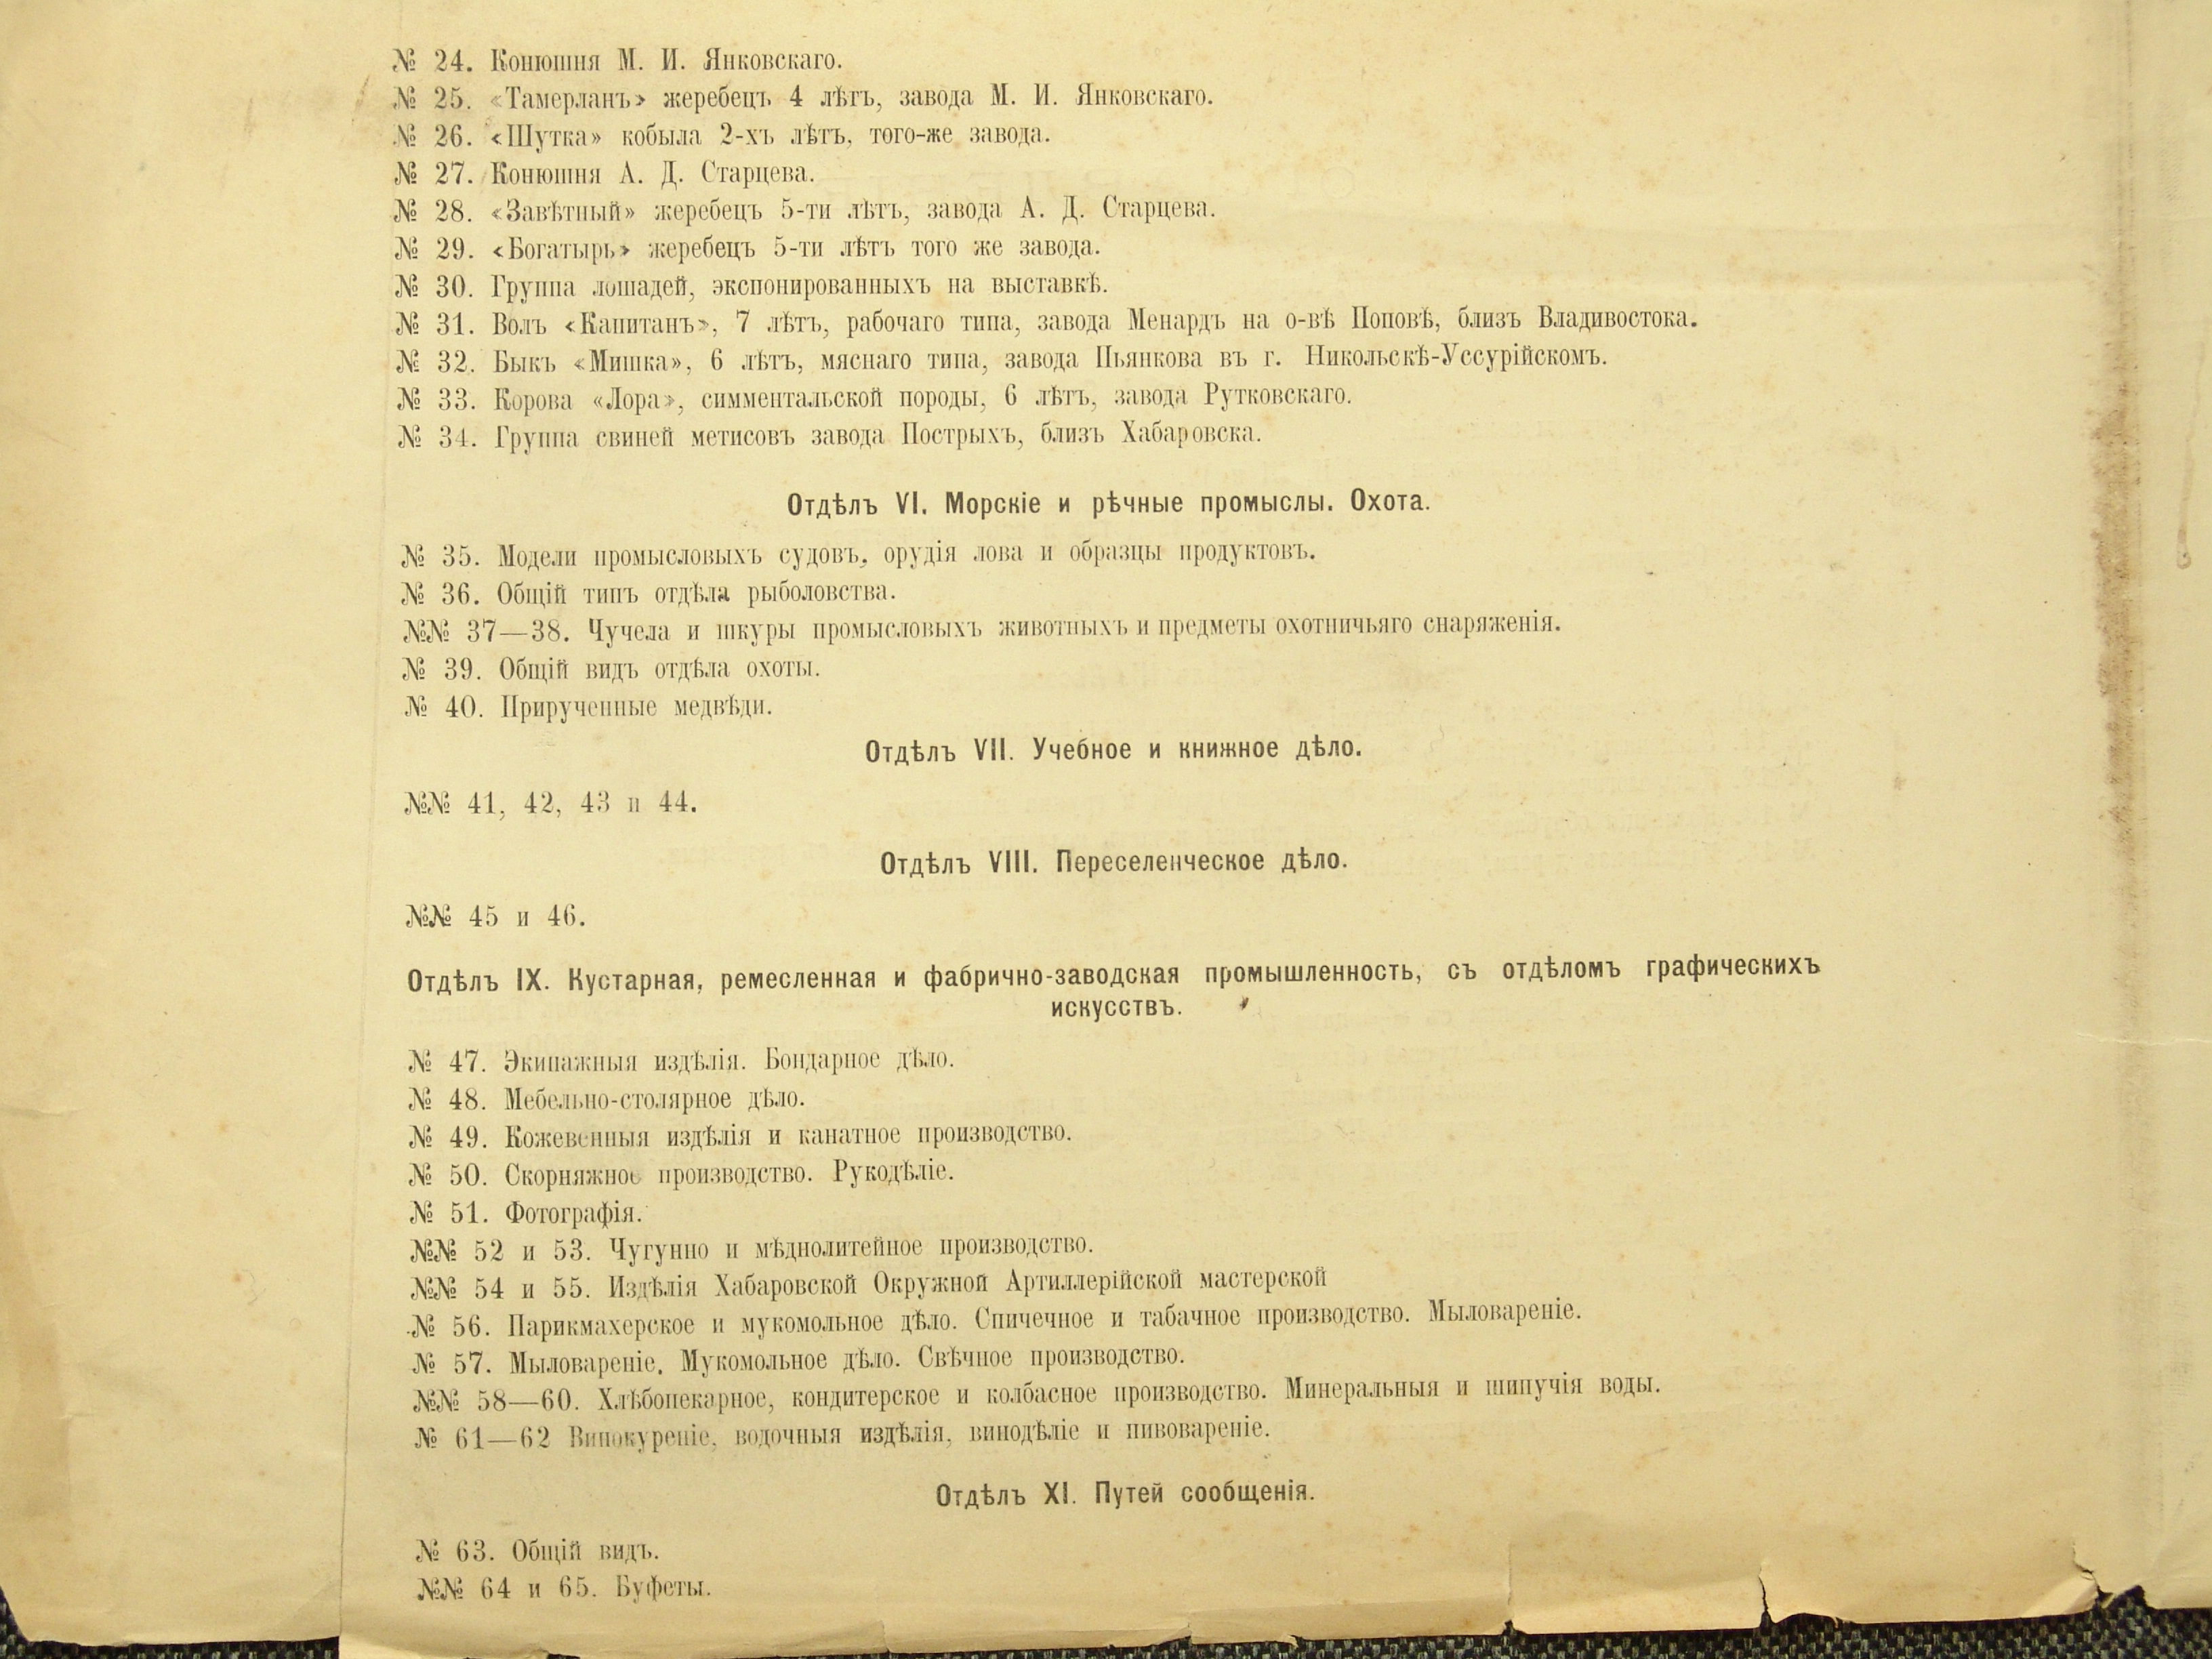 № 24. Конюшня М. И. Янковскаго.
№ 25. «Тамерланъ» жеребецъ 4 лѣтъ, завода М. И. Янковскаго.
№ 26. «Шутка» кобыла 2-хъ лѣтъ, того-же завода.
№ 27. Конюшня А. Д. Старцева.
№ 28. «Завѣтный» жеребецъ 5-ти лѣтъ, завода А. Д. Старцева.
№ 29. «Богатырь» жеребецъ 5-ти лѣтъ того же завода.
№ 30. Группа лошадей, экспонированныхъ на выставкѣ.
№ 31. Волъ «Капитанъ», 7 лѣтъ, рабочаго типа, завода Менардъ на о-вѣ Поповѣ, близъ Владивостока.
№ 32. Быкъ «Мишка», 6 лѣтъ, мяснаго типа, завода Пьянкова въ г. Никольскѣ-Уссурійскомъ.
№ 33. Корова «Лора», симментальской породы, 6 лѣтъ, завода Рутковскаго.
№ 34. Группа свиней метисовъ завода Пострыхъ, близъ Хабаровска.
Отдѣлъ VI. Морскіе и рѣчные промыслы. Охота.
№ 35. Модели промысловыхъ судовъ, орудія лова и образцы продуктовъ.
№ 36. Общій типъ отдѣла рыболовства.
№№ 37—38. Чучела и шкуры промысловыхъ животныхъ и предметы охотничьяго снаряженія.
№ 39. Общій видъ отдѣла охоты.
№ 40. Прирученные медвѣди.
Отдѣлъ VII. Учебное и книжное дѣло.
№№ 41, 42, 43 и 44.
Отдѣлъ VIII. Переселенческое дѣло.
№№ 45 и 46.
Отдѣлъ IX. Кустарная, ремесленная и фабрично-заводская промышленность, съ отдѣломъ графическихъ
искусствъ.
№ 47. Экипажныя издѣлія. Бондарное дѣло.
№ 48. Мебельно-столярное дѣло.
№ 49. Кожевенныя издѣлія и канатное производство.
№ 50. Скорняжное производство. Рукодѣліе.
№ 51. Фотографія.
№№ 52 и 53. Чугунно и мѣднолитейное производство.
№№ 54 и 55. Издѣлія Хабаровской Окружной Артиллерійской мастерской
№ 56. Парикмахерское и мукомольное дѣло. Спичечное и табачное производство. Мыловареніе.
№ 57. Мыловареніе. Мукомольное дѣло. Свѣчное производство.
№№ 58—60. Хлѣбопекарное, кондитерское и колбасное производство. Минеральныя и шипучія воды.
№ 61—62 Винокуреніе, водочныя издѣлія, винодѣліе и пивовареніе.
Отдѣлъ XI. Путей сообщенія.
№ 63. Общій видъ.
№№ 64 и 65. Буфеты.